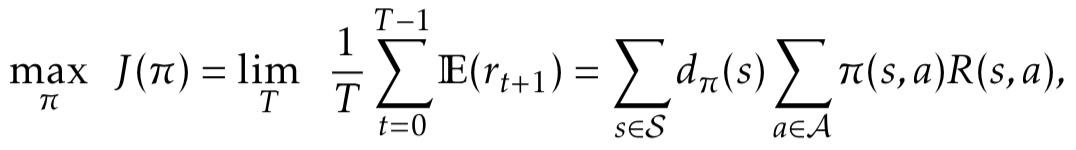 max_π J(π) = lim_T 1/T ∑_{t=0}^{T−1} 𝔼(r_{t+1}) = ∑_{s∈𝒮} d_π(s) ∑_{a∈𝒜} π(s,a)R(s,a),